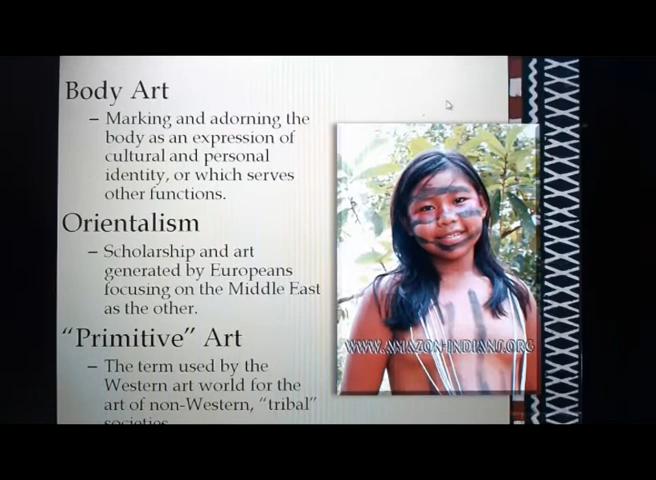 Body Art
– Marking and adorning the
body as an expression of
cultural and personal
identity, or which serves
other functions.
Orientalism
– Scholarship and art
generated by Europeans
focusing on the Middle East
as the other.
“Primitive” Art
– The term used by the
Western art world for the
art of non-Western, “tribal”
societies
WWW.AMAZON-INDIANS.ORG